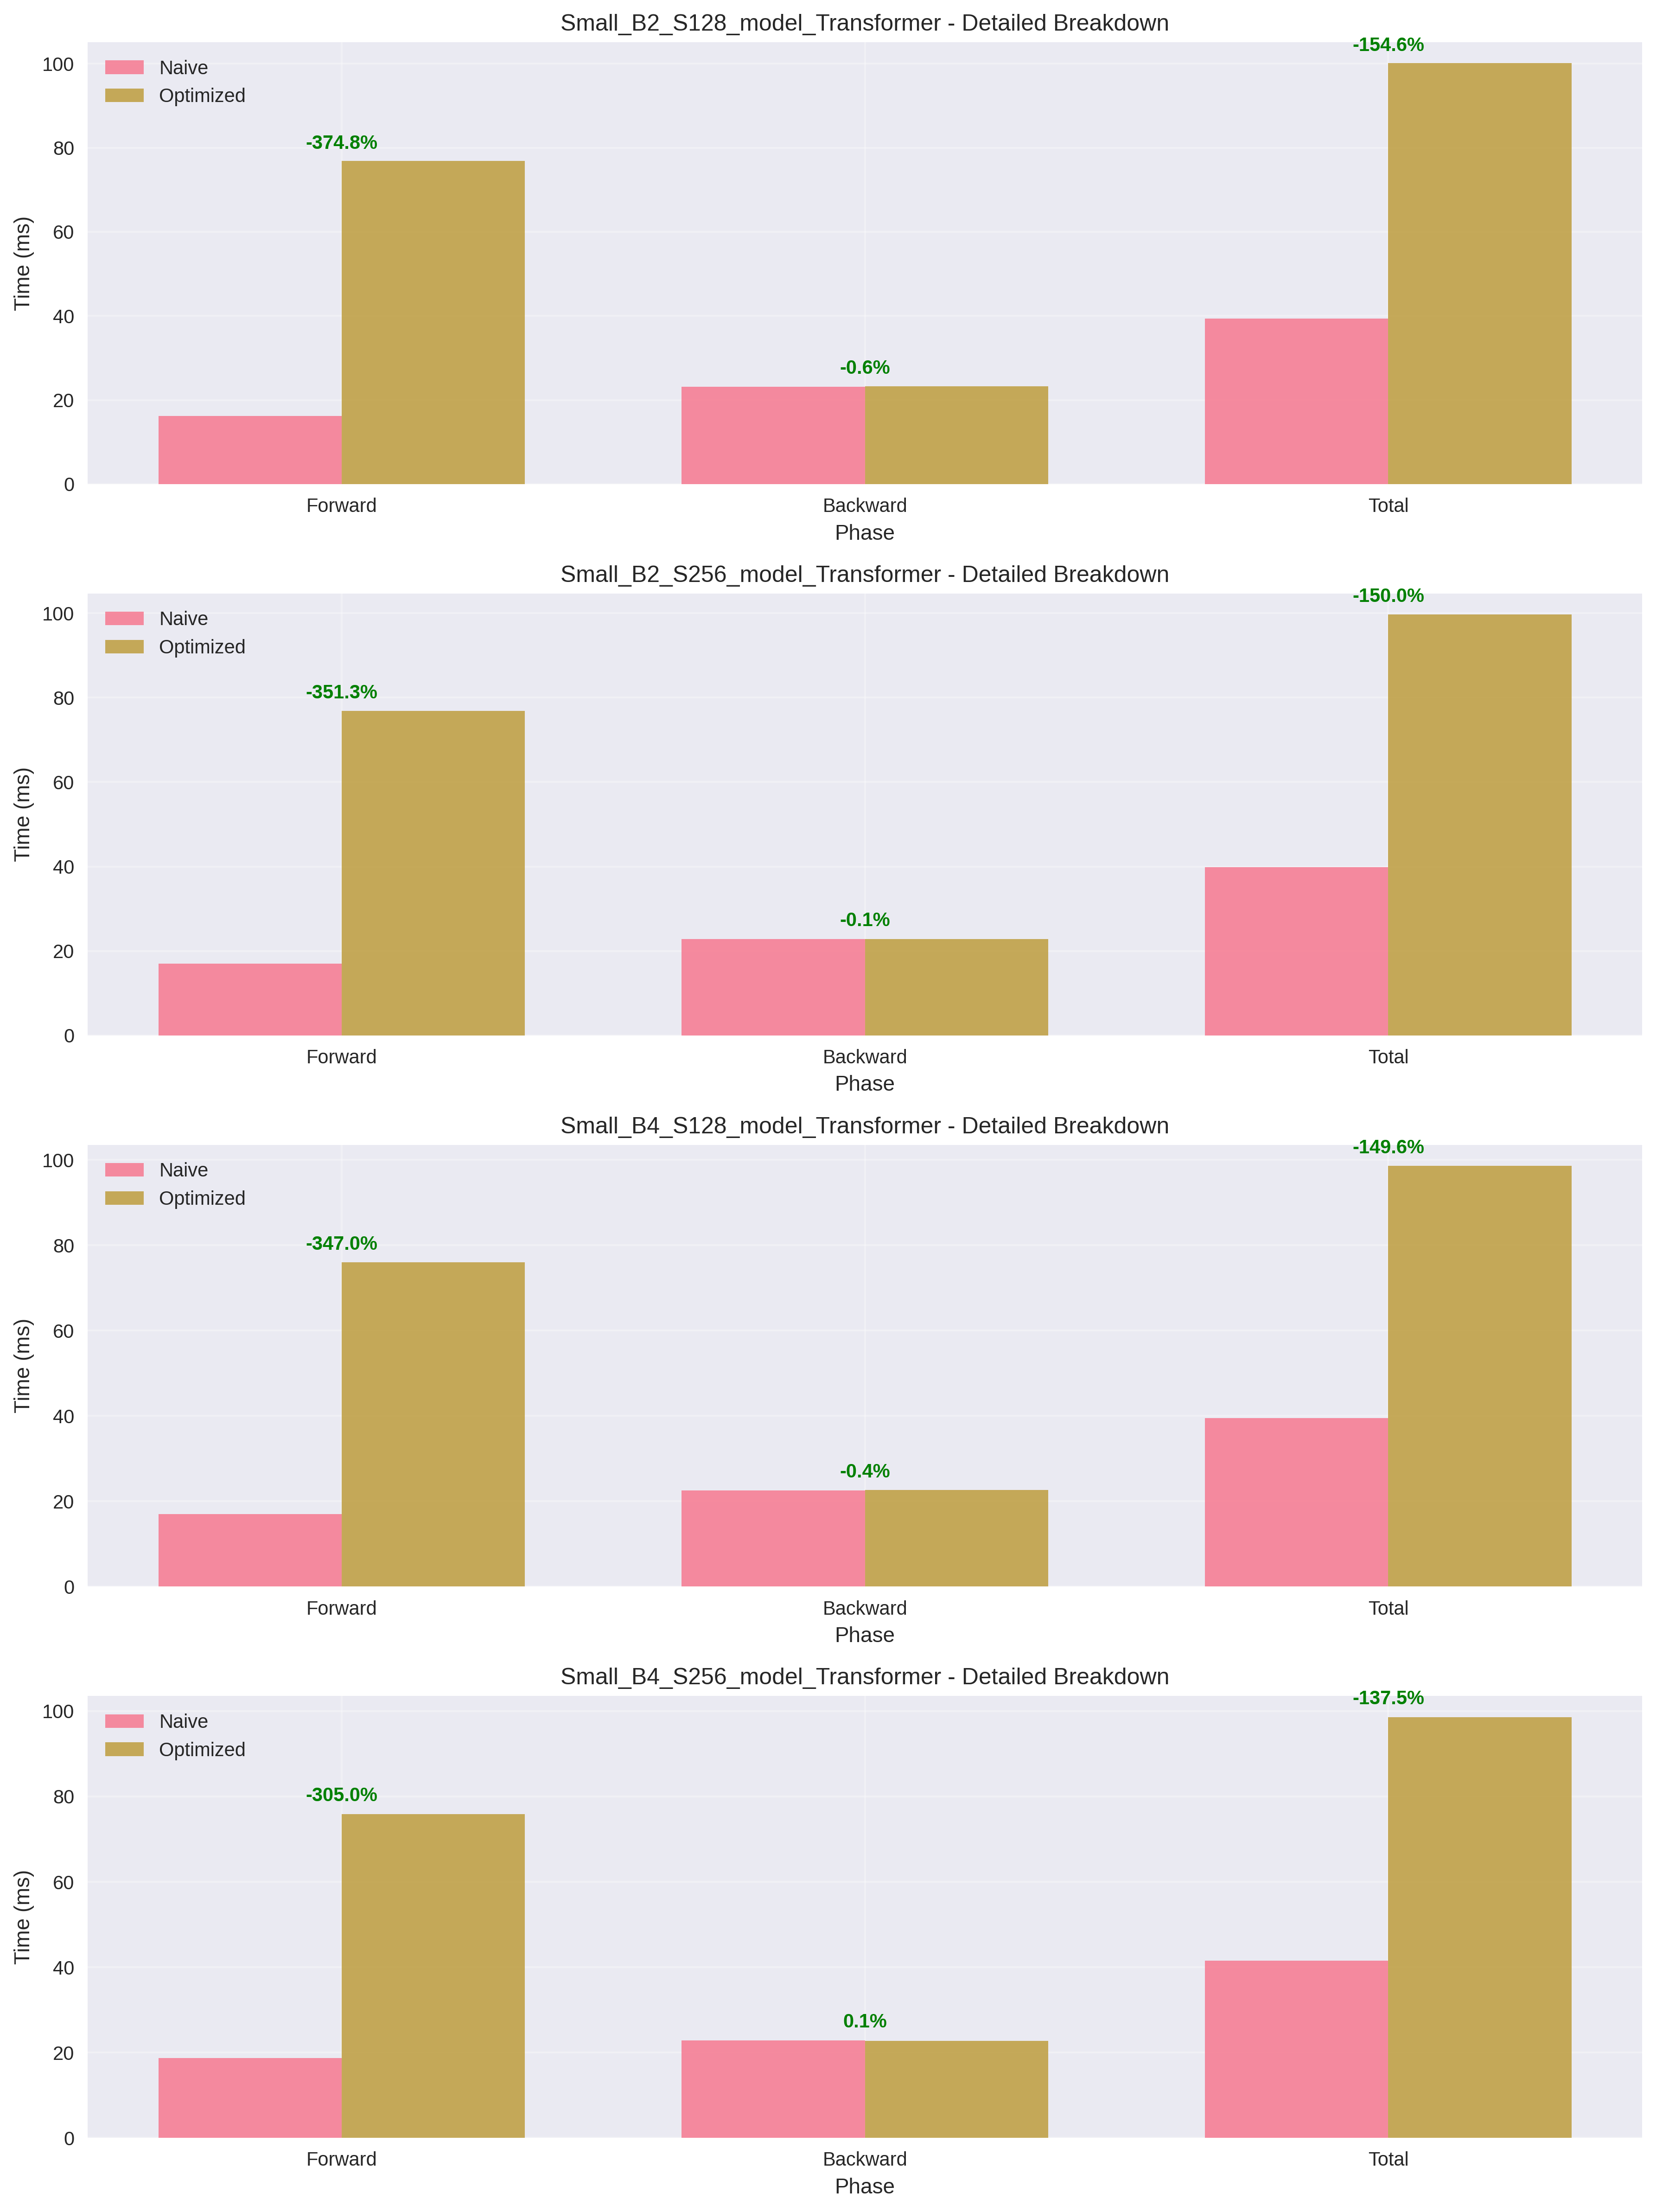 Small_B2_S128_model_Transformer - Detailed Breakdown
-154.6%
100
Naive
Optimized
-374.8%
80
60
Time (ms)
40
-0.6%
20
0
Forward Backward Total
Phase
Small_B2_S256_model_Transformer - Detailed Breakdown
-150.0%
100
Naive
Optimized
-351.3%
80
60
Time (ms)
40
-0.1%
20
0
Forward Backward Total
Phase
Small_B4_S128_model_Transformer - Detailed Breakdown
-149.6%
100
Naive
Optimized
-347.0%
80
60
Time (ms)
40
-0.4%
20
0
Forward Backward Total
Phase
Small_B4_S256_model_Transformer - Detailed Breakdown
-137.5%
100
Naive
Optimized
-305.0%
80
60
Time (ms)
40
0.1%
20
0
Forward Backward Total
Phase